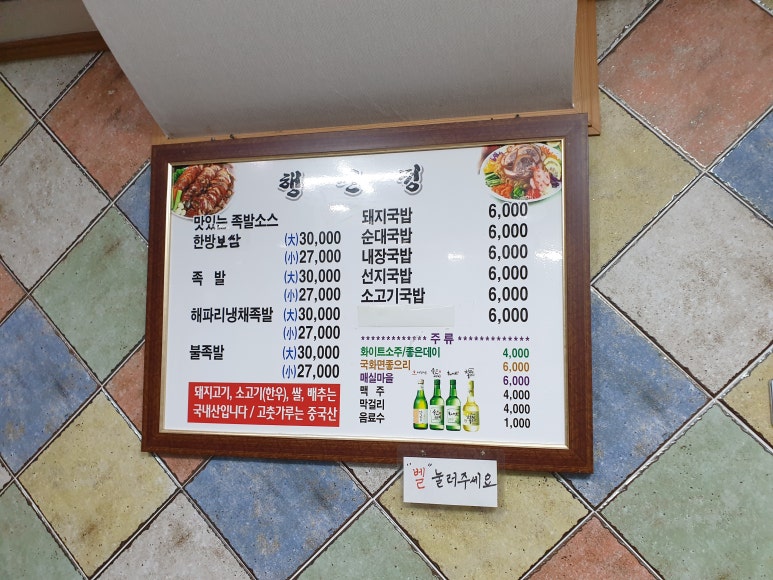 맛있는 족발소스
한방보쌈 (大)30,000
(小)27,000
족 발 (大)30,000
(小)27,000
해파리냉채족발 (大)30,000
(小)27,000
불족발 (大)30,000
(小)27,000
돼지고기, 소고기(한우), 쌀, 배추는
국내산입니다 / 고춧가루는 중국산
돼지국밥 6,000
순대국밥 6,000
내장국밥 6,000
선지국밥 6,000
소고기국밥 6,000
6,000
************* 주 류 *************
화이트소주/좋은데이 4,000
국화면좋으리 6,000
매실마을 6,000
맥 주 4,000
막걸리 4,000
음료수 1,000
"벨" 눌러주세요